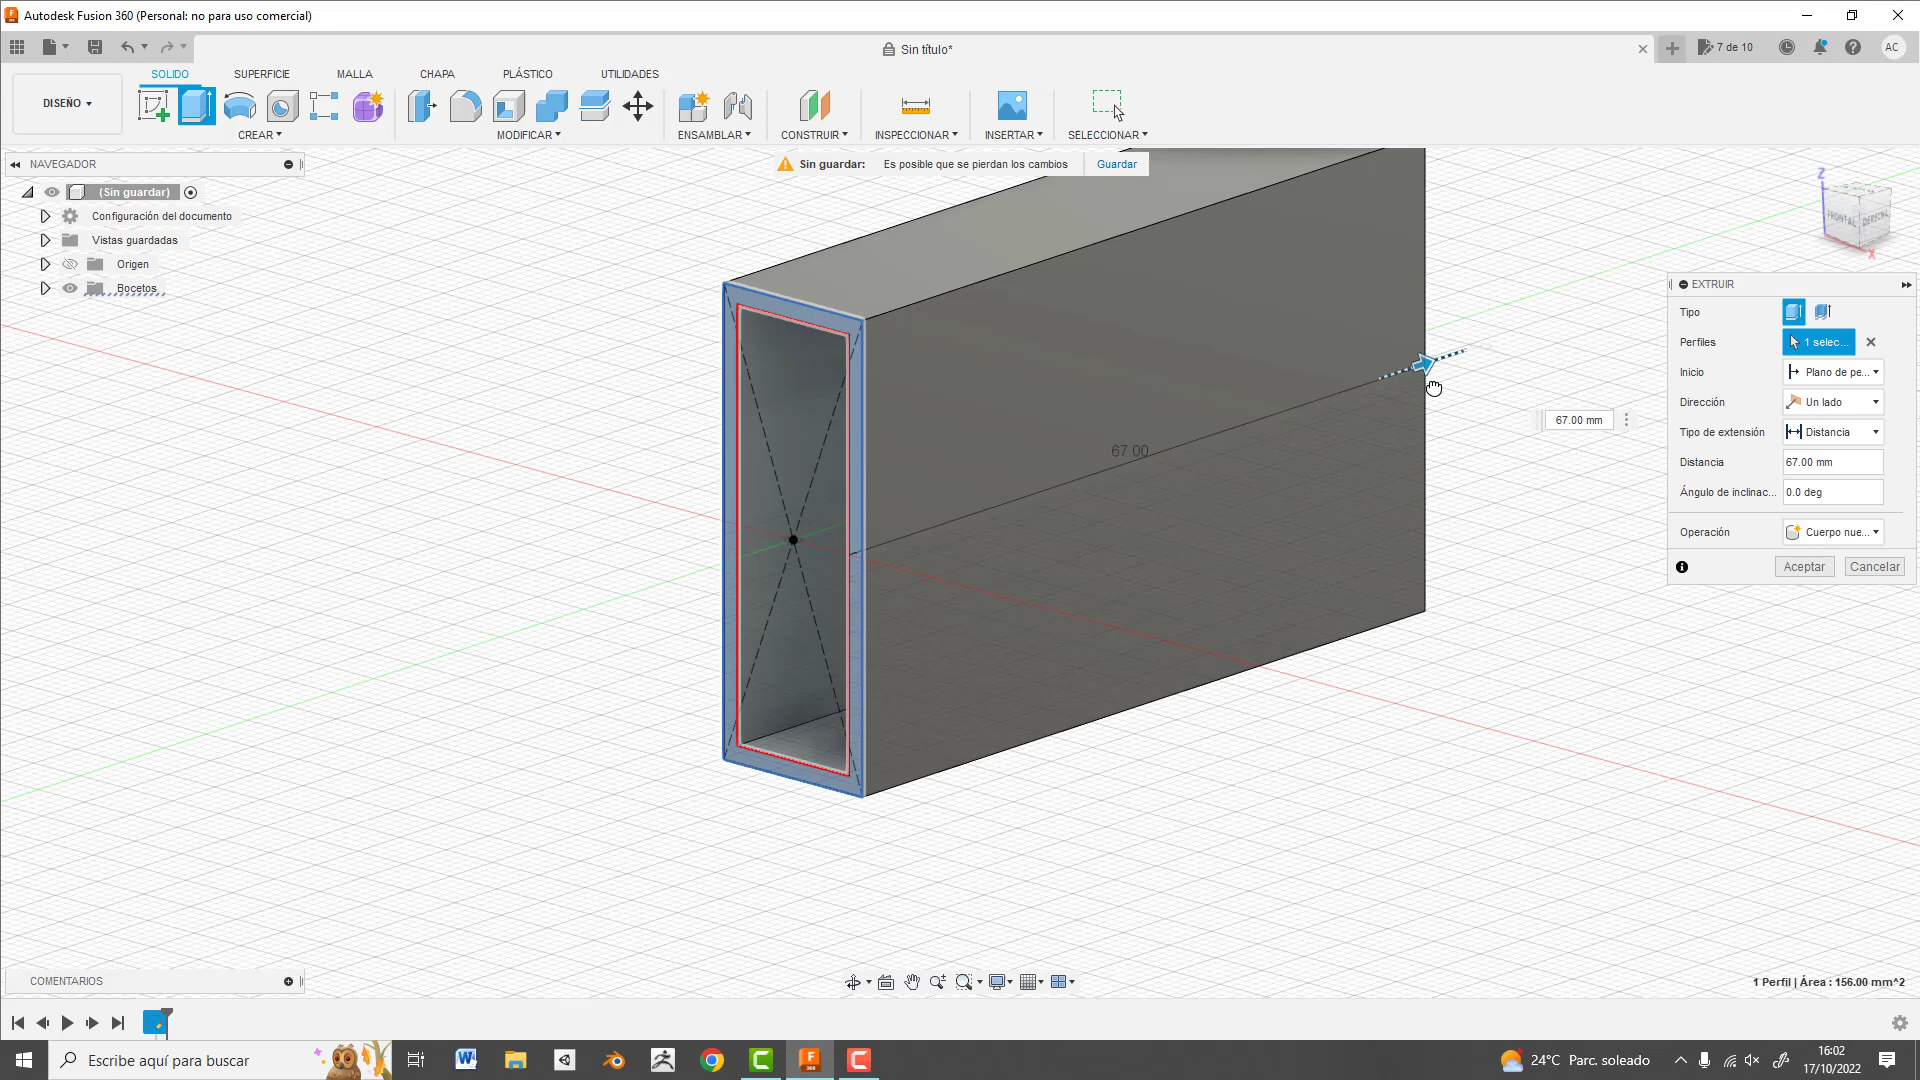 Autodesk Fusion 360 (Personal: no para uso comercial)
Sin título*
7 de 10
AC
DISEÑO
SOLIDO
SUPERFICIE
MALLA
CHAPA
PLÁSTICO
UTILIDADES
CREAR
MODIFICAR
ENSAMBLAR
CONSTRUIR
INSPECCIONAR
INSERTAR
SELECCIONAR
NAVEGADOR
Sin guardar: Es posible que se pierdan los cambios Guardar
(Sin guardar)
Configuración del documento
Vistas guardadas
Origen
Bocetos
Z
FRONTAL
X
67.00
67.00 mm
EXTRUIR
Tipo
Perfiles 1 selec...
Inicio Plano de pe...
Dirección Un lado
Tipo de extensión Distancia
Distancia 67.00 mm
Ángulo de inclinac... 0.0 deg
Operación Cuerpo nue...
Aceptar Cancelar
COMENTARIOS
1 Perfil | Área : 156.00 mm^2
Escribe aquí para buscar
24°C Parc. soleado
16:02
17/10/2022